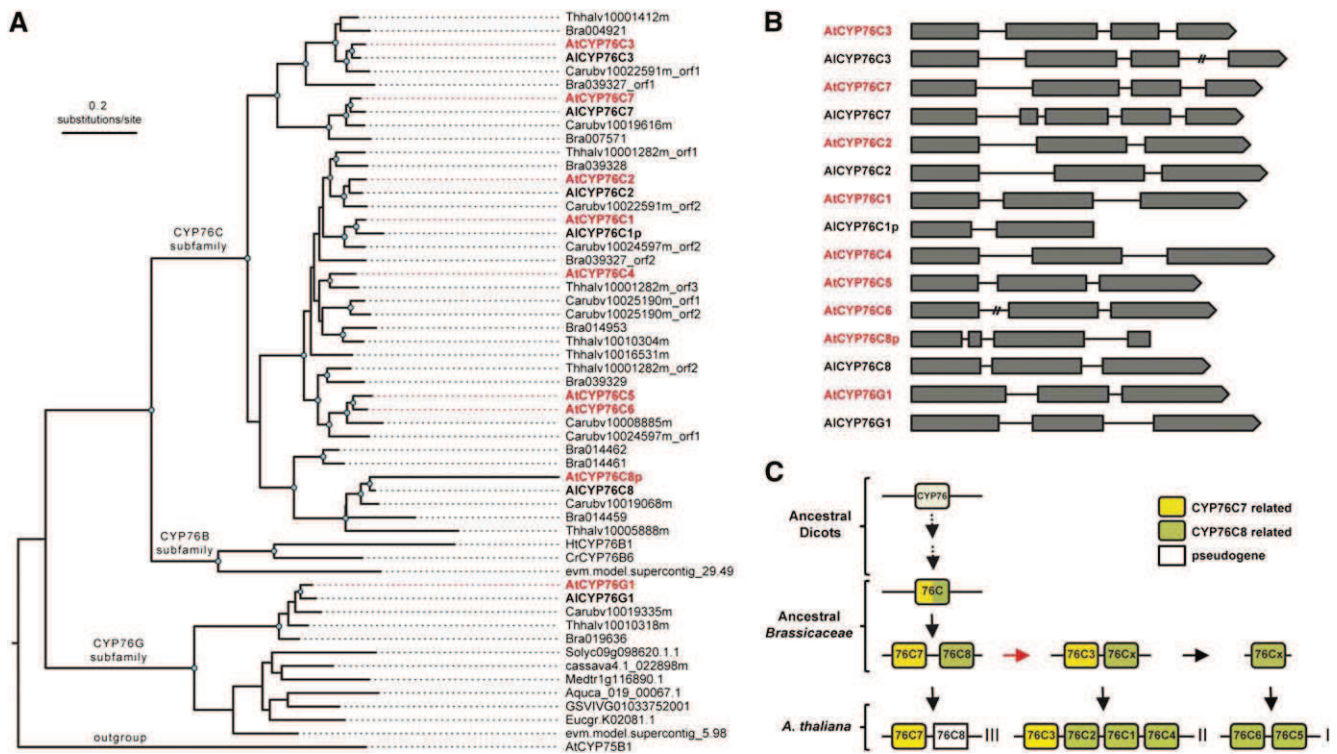 A
0.2
substitutions/site
CYP76C
subfamily
CYP76B
subfamily
CYP76G
subfamily
outgroup
Thhalv10001412m
Bra004921
AtCYP76C3
AlCYP76C3
Carubv10022591m_orf1
Bra039327_orf1
AtCYP76C7
AlCYP76C7
Carubv10019616m
Bra007571
Thhalv10001282m_orf1
Bra039328
AtCYP76C2
AlCYP76C2
Carubv10022591m_orf2
AtCYP76C1
AlCYP76C1p
Carubv10024597m_orf2
Bra039327_orf2
AtCYP76C4
Thhalv10001282m_orf3
Carubv10025190m_orf1
Carubv10025190m_orf2
Bra014953
Thhalv10010304m
Thhalv10016531m
Thhalv10001282m_orf2
Bra039329
AtCYP76C5
AtCYP76C6
Carubv10008885m
Carubv10024597m_orf1
Bra014462
Bra014461
AtCYP76C8p
AlCYP76C8
Carubv10019068m
Bra014459
Thhalv10005888m
HtCYP76B1
CrCYP76B6
evm.model.supercontig_29.49
AtCYP76G1
AlCYP76G1
Carubv10019335m
Thhalv10010318m
Bra019636
Solyc09g098620.1.1
cassava4.1_022898m
Medtr1g116890.1
Aquca_019_00067.1
GSVIVG01033752001
Eucgr.K02081.1
evm.model.supercontig_5.98
AtCYP75B1
B
AtCYP76C3
AlCYP76C3
AtCYP76C7
AlCYP76C7
AtCYP76C2
AlCYP76C2
AtCYP76C1
AlCYP76C1p
AtCYP76C4
AtCYP76C5
AtCYP76C6
AtCYP76C8p
AlCYP76C8
AtCYP76G1
AlCYP76G1
C
Ancestral
Dicots
CYP76
CYP76C7 related
CYP76C8 related
pseudogene
Ancestral
Brassicaceae
76C
76C7 76C8 76C3 76Cx 76Cx
A. thaliana
76C7 76C8 III 76C3 76C2 76C1 76C4 II 76C6 76C5 I